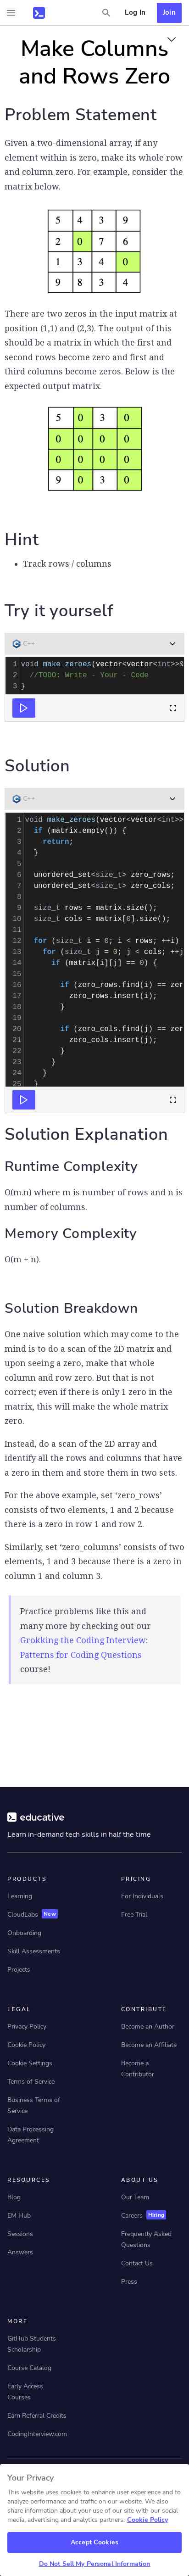 Log In
Join
Make Columns
and Rows Zero
Problem Statement
Given a two-dimensional array, if any
element within is zero, make its whole row
and column zero. For example, consider the
matrix below.
5 4 3 9
2 0 7 6
1 3 4 0
9 8 3 4
There are two zeros in the input matrix at
position (1,1) and (2,3). The output of this
should be a matrix in which the first and
second rows become zero and first and
third columns become zeros. Below is the
expected output matrix.
5 0 3 0
0 0 0 0
0 0 0 0
9 0 3 0
Hint
• Track rows / columns
Try it yourself
C++
1 void make_zeroes(vector<vector<int>>&
2 //TODO: Write - Your - Code
3 }
Solution
C++
1 void make_zeroes(vector<vector<int>>
2 if (matrix.empty()) {
3 return;
4 }
5
6 unordered_set<size_t> zero_rows;
7 unordered_set<size_t> zero_cols;
8
9 size_t rows = matrix.size();
10 size_t cols = matrix[0].size();
11
12 for (size_t i = 0; i < rows; ++i)
13 for (size_t j = 0; j < cols; ++j
14 if (matrix[i][j] == 0) {
15
16 if (zero_rows.find(i) == zer
17 zero_rows.insert(i);
18 }
19
20 if (zero_cols.find(j) == zer
21 zero_cols.insert(j);
22 }
23 }
24 }
25 }
Solution Explanation
Runtime Complexity
O(m.n) where m is number of rows and n is
number of columns.
Memory Complexity
O(m + n).
Solution Breakdown
One naive solution which may come to the
mind is to do a scan of the 2D matrix and
upon seeing a zero, make that whole
column and row zero. But that is not
correct; even if there is only 1 zero in the
matrix, this will make the whole matrix
zero.
Instead, do a scan of the 2D array and
identify all the rows and columns that have
a zero in them and store them in two sets.
For the above example, set ‘zero_rows’
consists of two elements, 1 and 2 because
there is a zero in row 1 and row 2.
Similarly, set ‘zero_columns’ consists of two
elements, 1 and 3 because there is a zero in
column 1 and column 3.
Practice problems like this and
many more by checking out our
Grokking the Coding Interview:
Patterns for Coding Questions
course!
educative
Learn in-demand tech skills in half the time
PRODUCTS
Learning
CloudLabs New
Onboarding
Skill Assessments
Projects
PRICING
For Individuals
Free Trial
LEGAL
Privacy Policy
Cookie Policy
Cookie Settings
Terms of Service
Business Terms of
Service
Data Processing
Agreement
CONTRIBUTE
Become an Author
Become an Affiliate
Become a
Contributor
RESOURCES
Blog
EM Hub
Sessions
Answers
ABOUT US
Our Team
Careers Hiring
Frequently Asked
Questions
Contact Us
Press
MORE
GitHub Students
Scholarship
Course Catalog
Early Access
Courses
Earn Referral Credits
CodingInterview.com
Your Privacy
This website uses cookies to enhance user experience and to
analyze performance and traffic on our website. We also share
information about your use of our site with our social
media, advertising and analytics partners. Cookie Policy
Accept Cookies
Do Not Sell My Personal Information